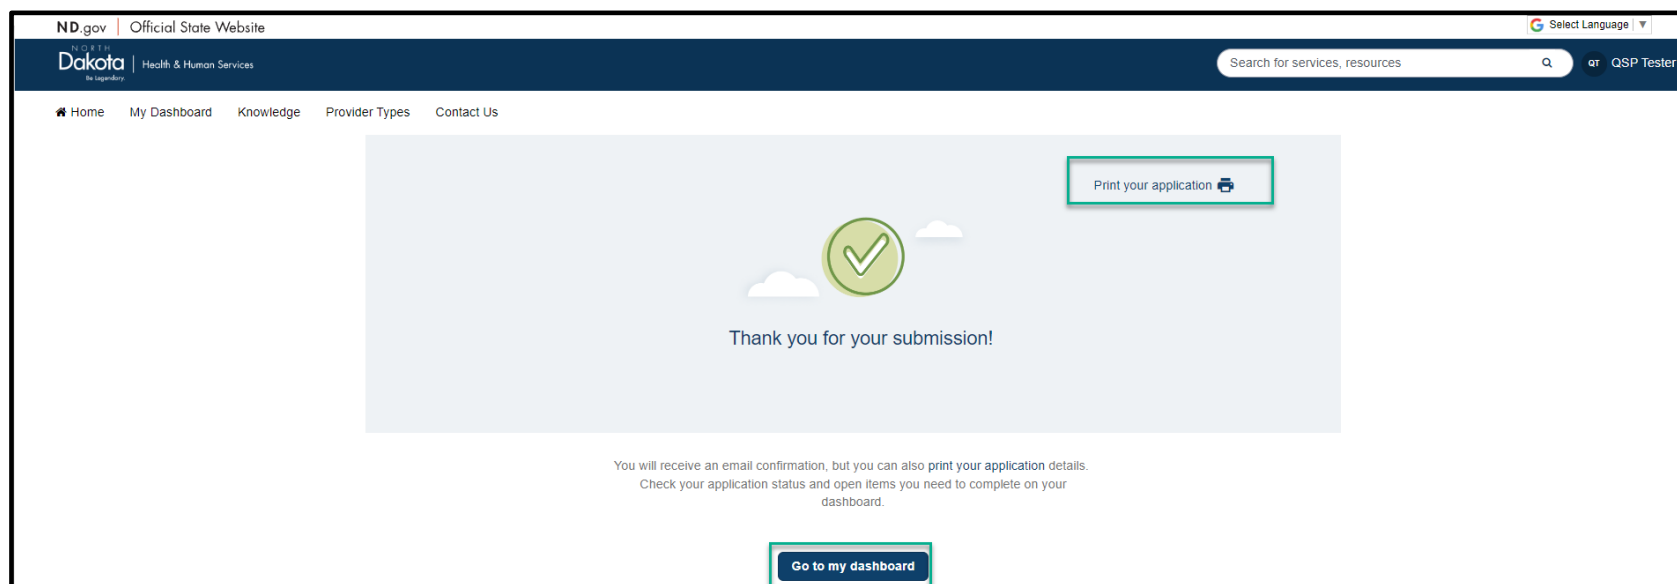 ND.gov | Official State Website
Select Language ▼
NORTH
Dakota | Health & Human Services
Be Legendary.
Search for services, resources
QT QSP Tester
Home My Dashboard Knowledge Provider Types Contact Us
Print your application
Thank you for your submission!
You will receive an email confirmation, but you can also print your application details.
Check your application status and open items you need to complete on your
dashboard.
Go to my dashboard